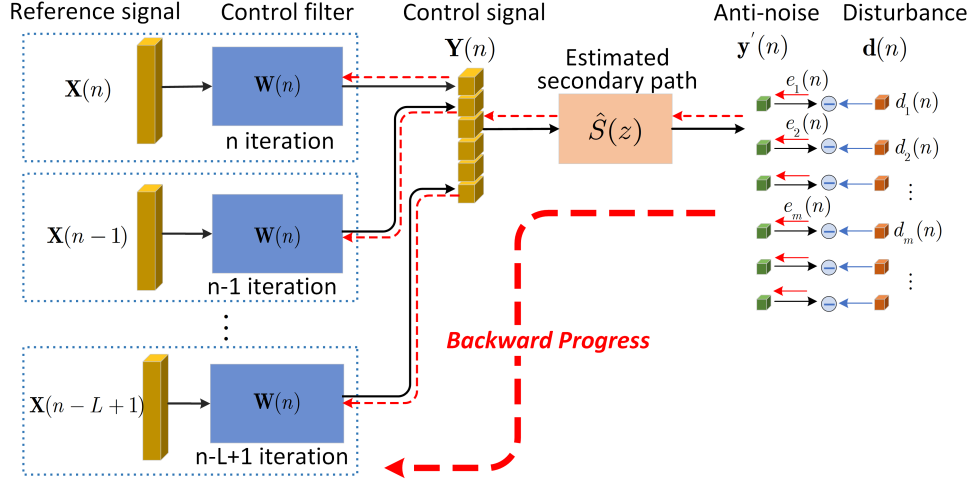 Reference signal
Control filter
Control signal
Anti-noise
Disturbance
Y(n)
y′(n)
d(n)
X(n)
W(n)
n iteration
Estimated
secondary path
Ŝ(z)
e₁(n)
d₁(n)
e₂(n)
d₂(n)
⋮
eₘ(n)
dₘ(n)
⋮
X(n − 1)
W(n)
n-1 iteration
⋮
Backward Progress
X(n − L + 1)
W(n)
n-L+1 iteration